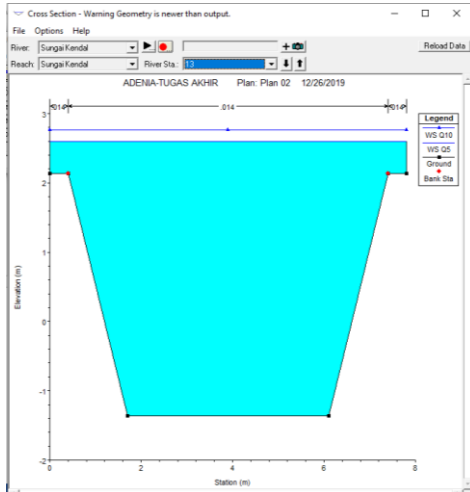 Cross Section - Warning Geometry is newer than output.
File Options Help
River: Sungai Kendal Reload Data
Reach: Sungai Kendal River Sta.: 13
ADENIA-TUGAS AKHIR Plan: Plan 02 12/26/2019
.014 .014 .014
Legend
WS Q10
WS Q5
Ground
Bank Sta
3
2
1
0
-1
-2
Elevation (m)
0 2 4 6 8
Station (m)